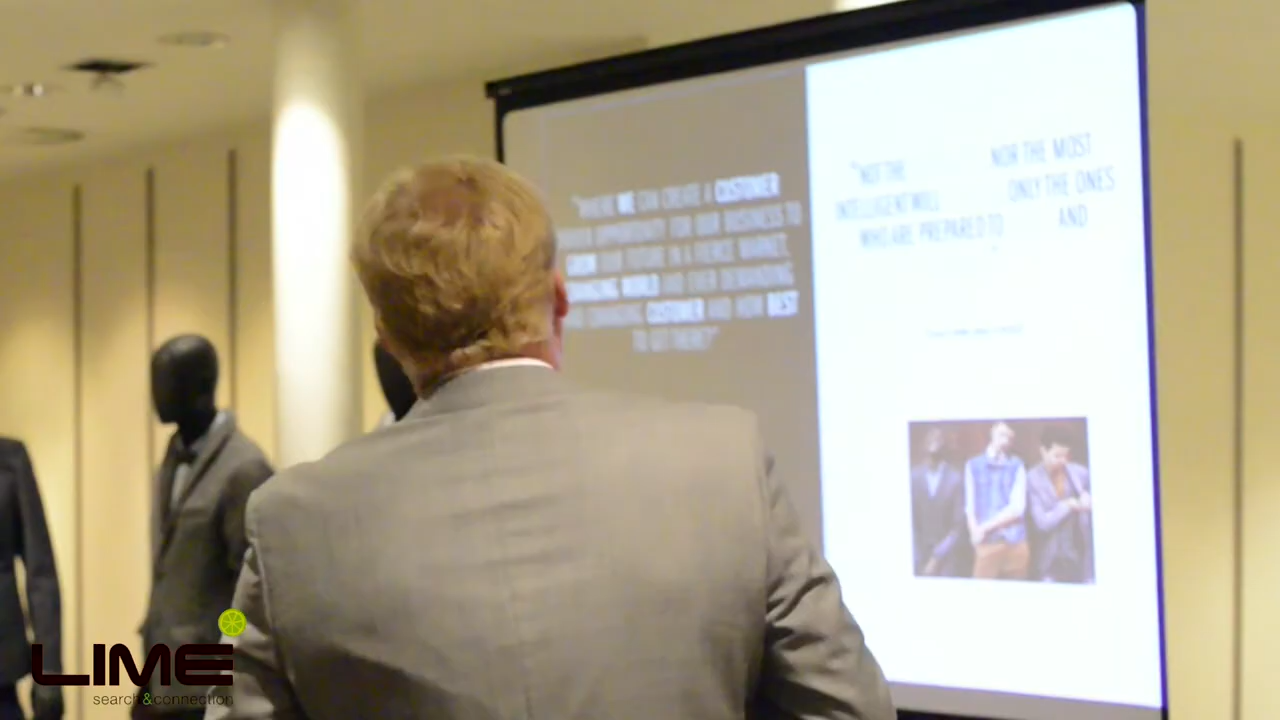 "WHERE WE CAN CREATE A CUSTOMER
OPPORTUNITY FOR OUR BUSINESS TO
GROW OUR FUTURE IN A FIERCE MARKET,
CHANGING WORLD AND EVER DEMANDING
AND CHANGING CUSTOMER AND HOW BEST
TO GET THERE?"
"NOT THE NOR THE MOST
INTELLIGENT WILL ONLY THE ONES
WHO ARE PREPARED TO AND
LIME
search&connection